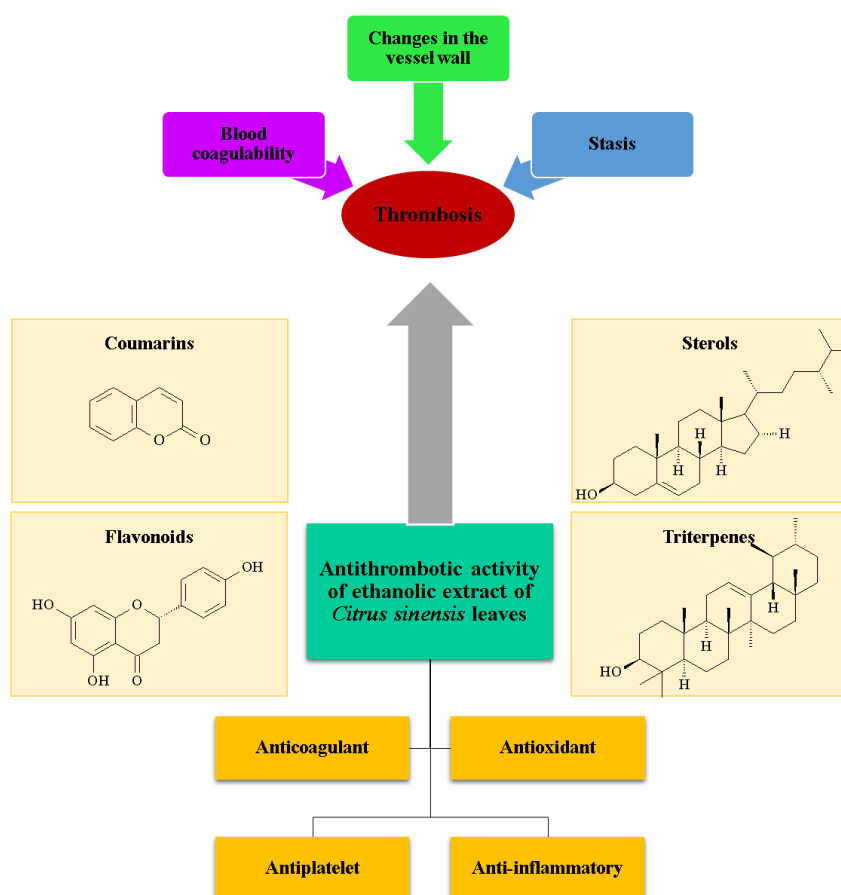 Changes in the
vessel wall
Blood
coagulability
Stasis
Thrombosis
Coumarins
O
O
Sterols
H
H
H
H
HO
Flavonoids
OH
HO
O
OH
O
Antithrombotic activity
of ethanolic extract of
Citrus sinensis leaves
Triterpenes
H
H
HO
H
Anticoagulant
Antioxidant
Antiplatelet
Anti-inflammatory